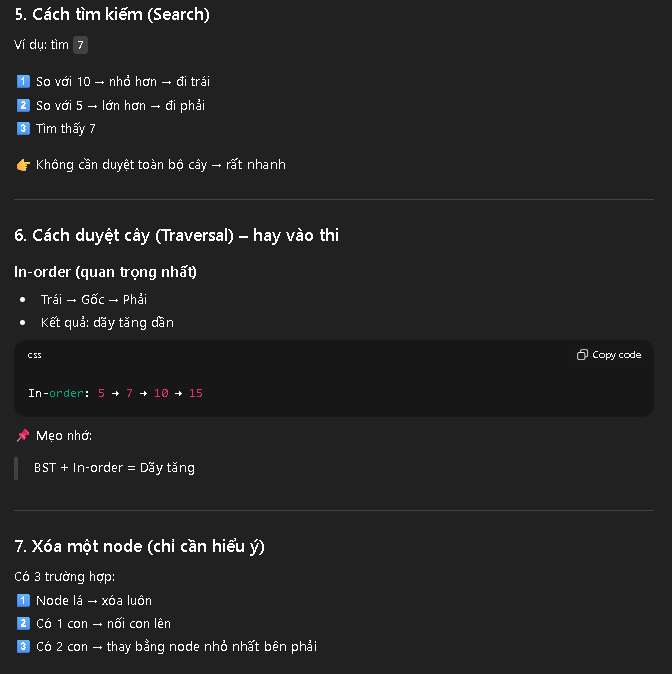 5. Cách tìm kiếm (Search)
Ví dụ: tìm 7
1 So với 10 → nhỏ hơn → đi trái
2 So với 5 → lớn hơn → đi phải
3 Tìm thấy 7
👉 Không cần duyệt toàn bộ cây → rất nhanh
6. Cách duyệt cây (Traversal) – hay vào thi
In-order (quan trọng nhất)
• Trái → Gốc → Phải
• Kết quả: dãy tăng dần
css Copy code
In-order: 5 → 7 → 10 → 15
📌 Mẹo nhớ:
BST + In-order = Dãy tăng
7. Xóa một node (chỉ cần hiểu ý)
Có 3 trường hợp:
1 Node lá → xóa luôn
2 Có 1 con → nối con lên
3 Có 2 con → thay bằng node nhỏ nhất bên phải